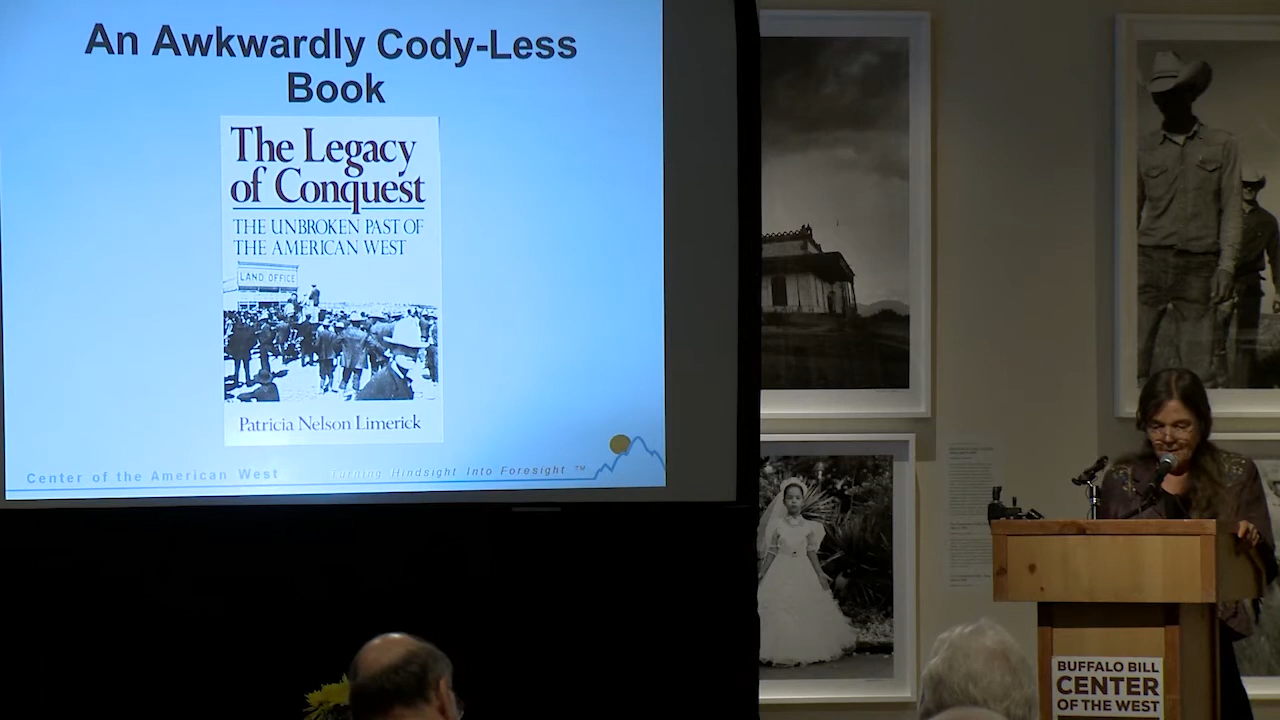 An Awkwardly Cody-Less
Book
The Legacy
of Conquest
THE UNBROKEN PAST OF
THE AMERICAN WEST
LAND OFFICE
Patricia Nelson Limerick
Center of the American West
Turning Hindsight Into Foresight ™
BUFFALO BILL
CENTER
OF THE WEST